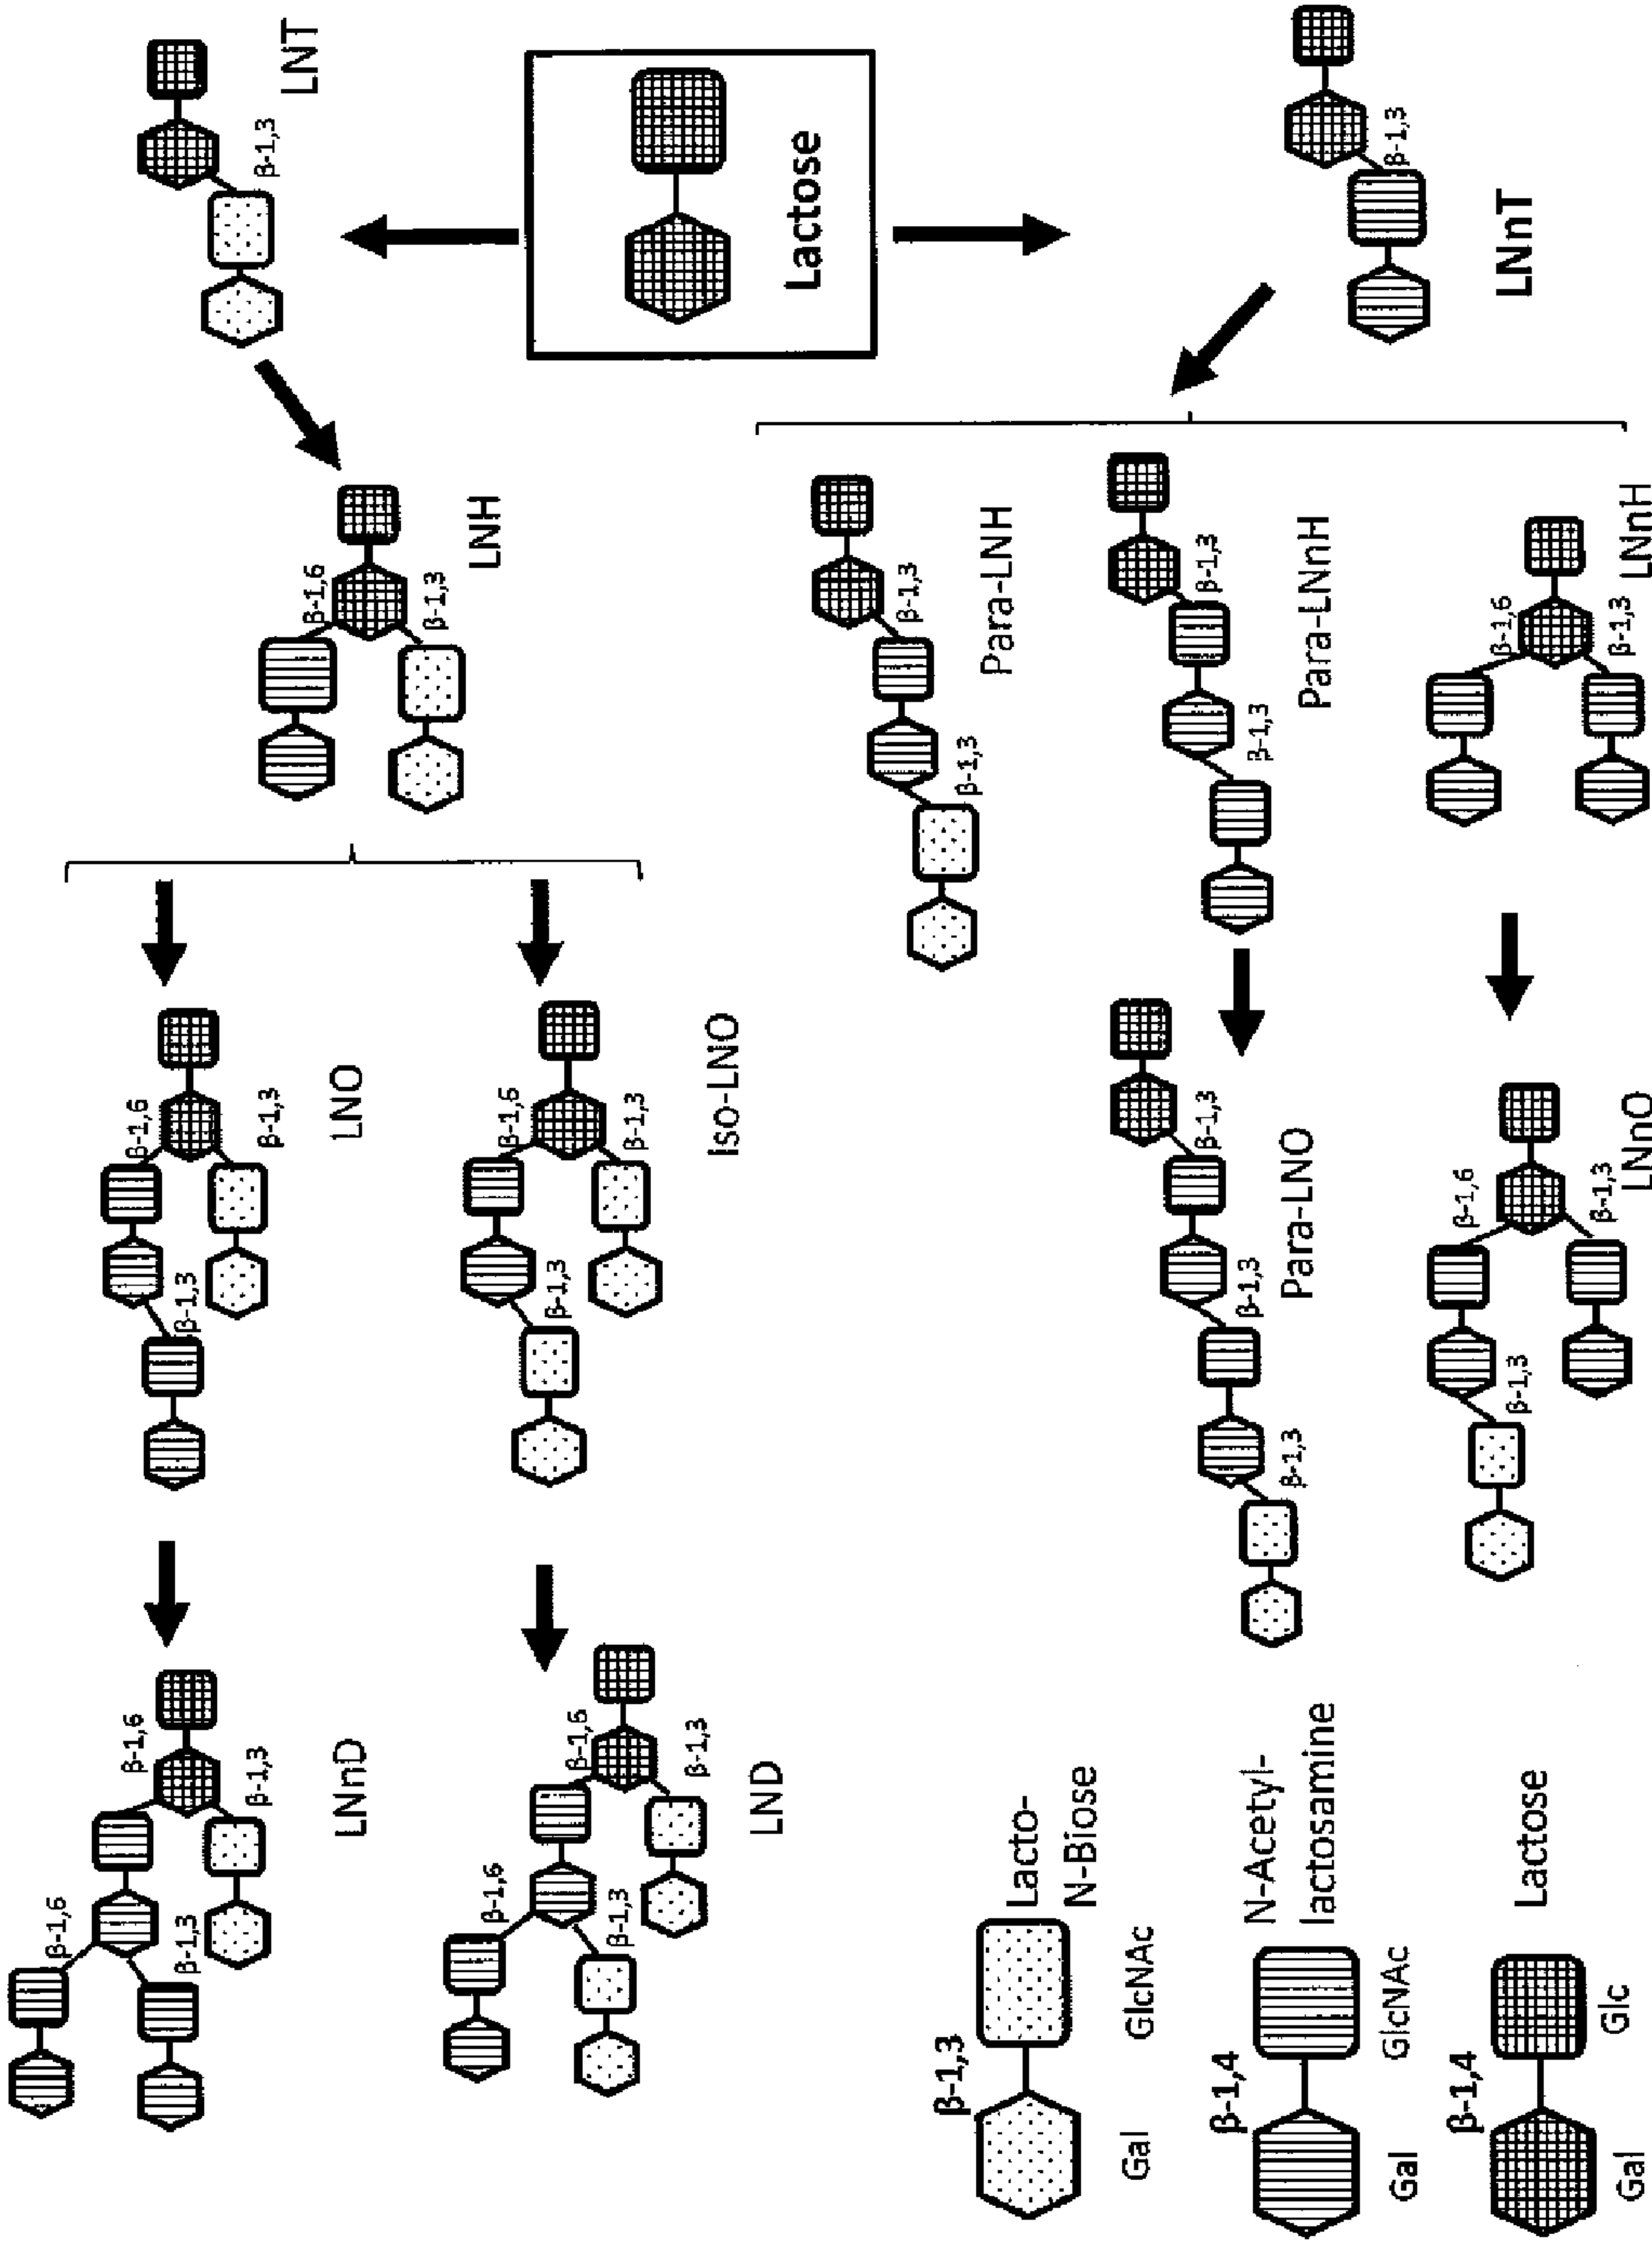 LNT
β-1,3
Lactose
β-1,3
LNnT
β-1,6
β-1,3
LNH
β-1,3
β-1,3
Para-LNH
β-1,3
β-1,3
Para-LNnH
β-1,6
β-1,3
LNnH
β-1,6
β-1,3
β-1,3
LNO
β-1,6
β-1,3
β-1,3
Iso-LNO
β-1,3
β-1,3
β-1,3
Para-LNO
β-1,6
β-1,3
β-1,3
LNnO
β-1,6
β-1,6
β-1,3
β-1,3
LNnD
β-1,6
β-1,6
β-1,3
β-1,3
LND
β-1,3
Gal
GlcNAc
Lacto-
N-Biose
β-1,4
Gal
GlcNAc
N-Acetyl-
lactosamine
β-1,4
Gal
Glc
Lactose